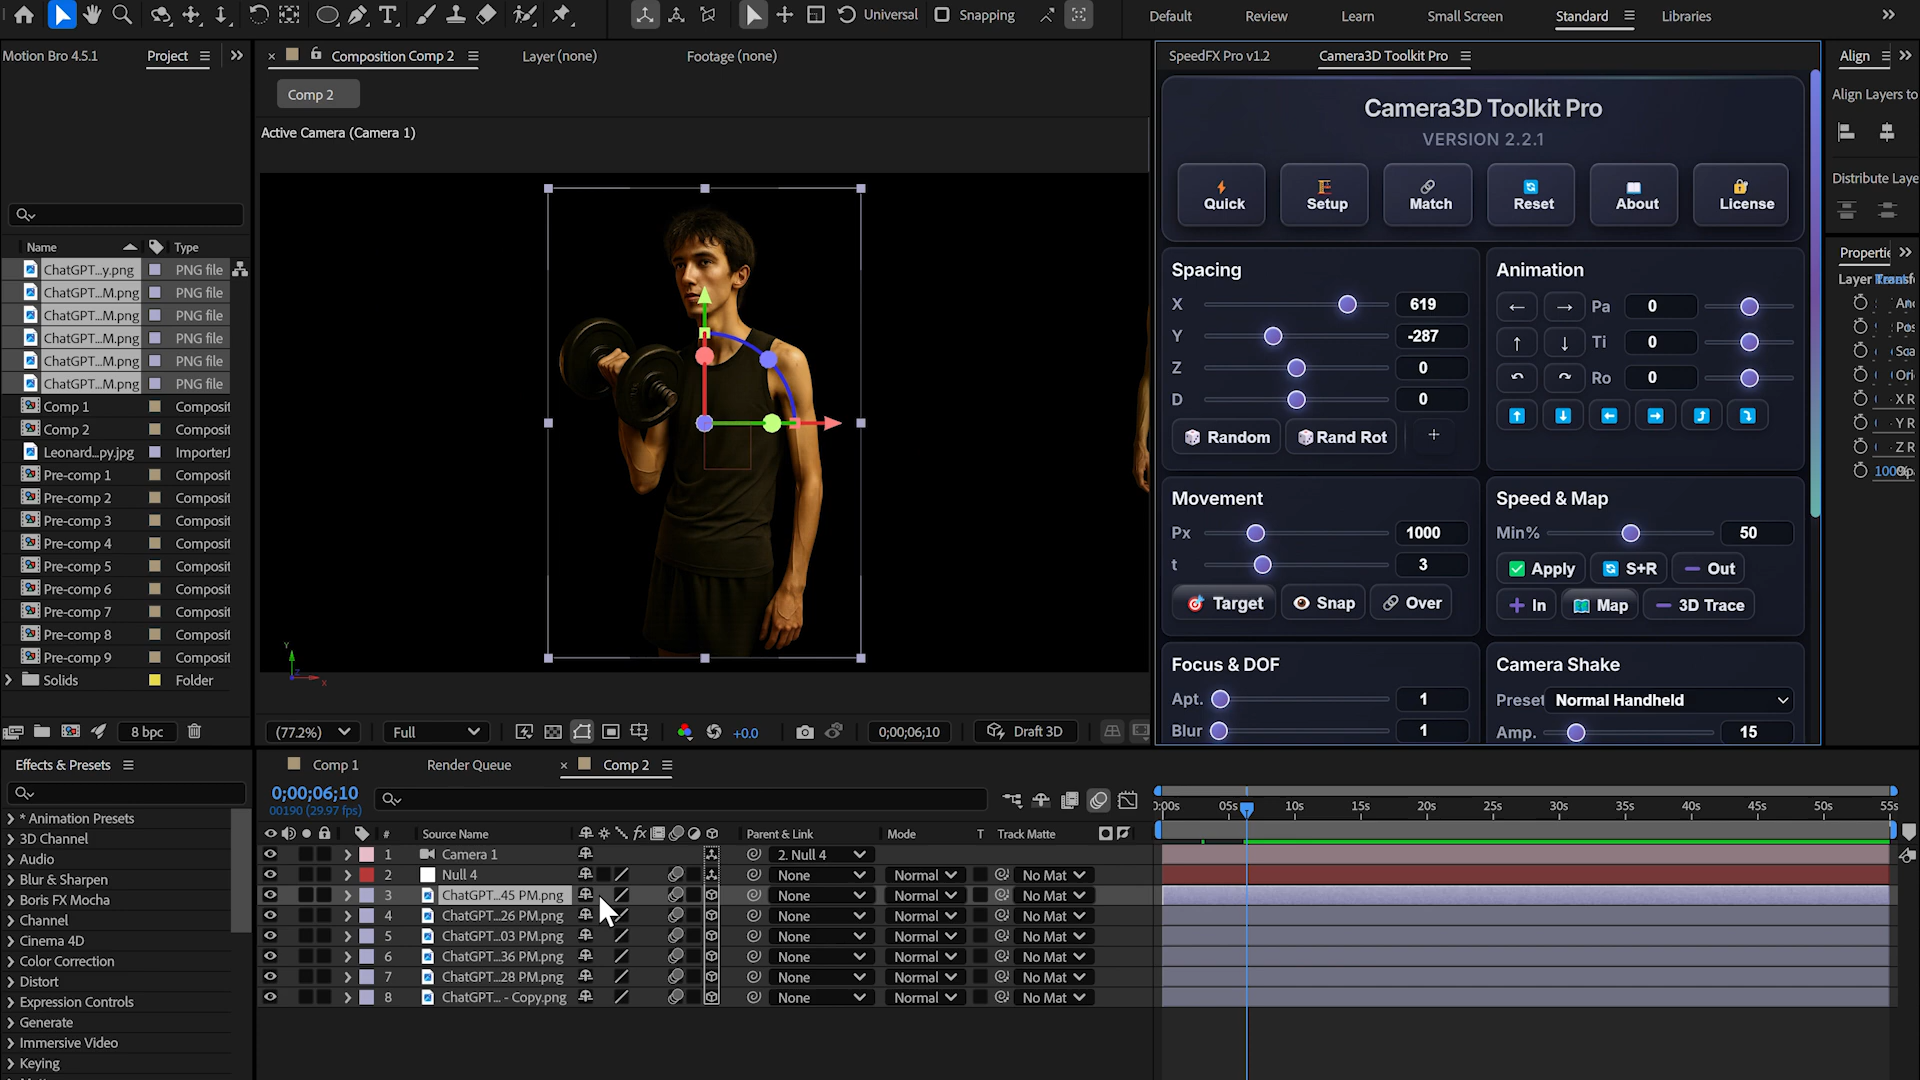 Universal
Snapping
Default
Review
Learn
Small Screen
Standard
Libraries
Motion Bro 4.5.1
Project
Composition Comp 2
Layer (none)
Footage (none)
SpeedFX Pro v1.2
Camera3D Toolkit Pro
Align
Comp 2
Active Camera (Camera 1)
Camera3D Toolkit Pro
VERSION 2.2.1
Quick
Setup
Match
Reset
About
License
Align Layers to
Distribute Laye
Name
Type
ChatGPT...y.png PNG file
ChatGPT...M.png PNG file
ChatGPT...M.png PNG file
ChatGPT...M.png PNG file
ChatGPT...M.png PNG file
ChatGPT...M.png PNG file
Comp 1 Composit
Comp 2 Composit
Leonard...py.jpg ImporterJ
Pre-comp 1 Composit
Pre-comp 2 Composit
Pre-comp 3 Composit
Pre-comp 4 Composit
Pre-comp 5 Composit
Pre-comp 6 Composit
Pre-comp 7 Composit
Pre-comp 8 Composit
Pre-comp 9 Composit
Solids Folder
8 bpc
Y
X
(77.2%)
Full
+0.0
0;00;06;10
Draft 3D
Spacing
X 619
Y -287
Z 0
D 0
Random
Rand Rot
+
Animation
Pa 0
Ti 0
Ro 0
Movement
Px 1000
t 3
Target
Snap
Over
Speed & Map
Min% 50
Apply
S+R
Out
In
Map
3D Trace
Focus & DOF
Apt. 1
Blur 1
Camera Shake
Preset Normal Handheld
Amp. 15
Propertie
Layer
Anc
Pos
Sca
Ori
X R
Y R
Z R
Effects & Presets
* Animation Presets
3D Channel
Audio
Blur & Sharpen
Boris FX Mocha
Channel
Cinema 4D
Color Correction
Distort
Expression Controls
Generate
Immersive Video
Keying
Comp 1
Render Queue
Comp 2
0;00;06;10
00190 (29.97 fps)
# Source Name fx Parent & Link Mode T Track Matte
1 Camera 1 2. Null 4
2 Null 4 None Normal No Mat
3 ChatGPT...45 PM.png None Normal No Mat
4 ChatGPT...26 PM.png None Normal No Mat
5 ChatGPT...03 PM.png None Normal No Mat
6 ChatGPT...36 PM.png None Normal No Mat
7 ChatGPT...28 PM.png None Normal No Mat
8 ChatGPT... - Copy.png None Normal No Mat
0:00s 05s 10s 15s 20s 25s 30s 35s 40s 45s 50s 55s